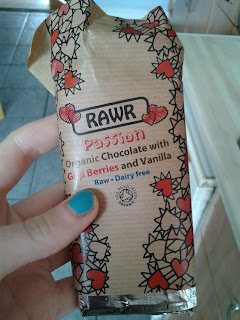 RAWR
Passion
Organic Chocolate with
Goji Berries and Vanilla
Raw • Dairy free